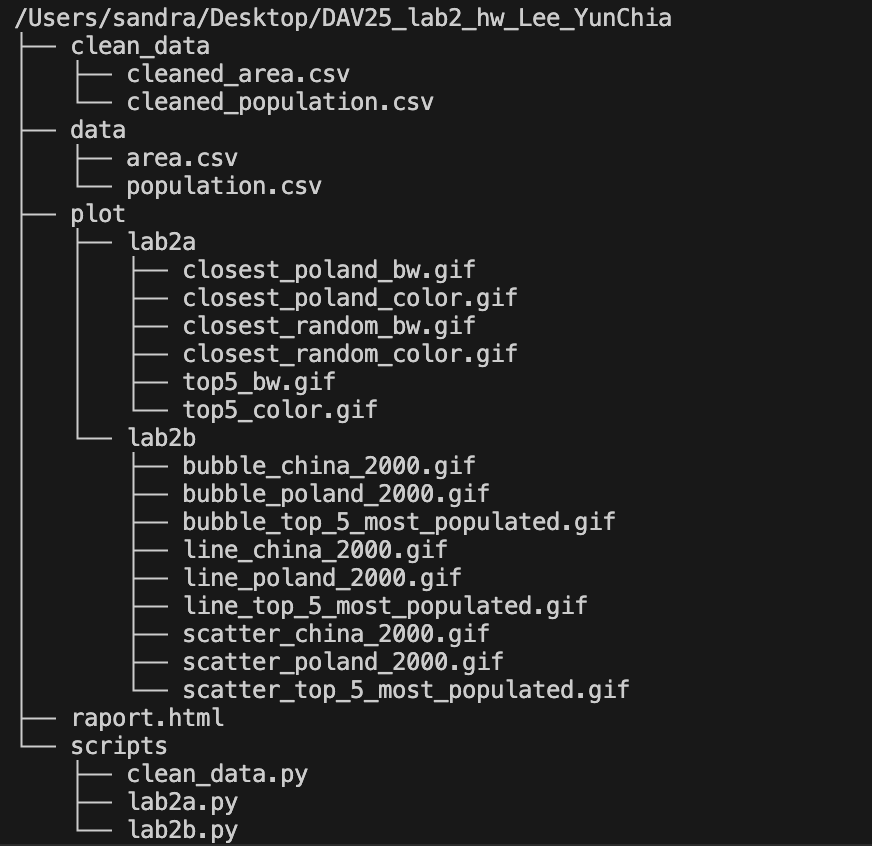 /Users/sandra/Desktop/DAV25_lab2_hw_Lee_YunChia
├── clean_data
│   ├── cleaned_area.csv
│   └── cleaned_population.csv
├── data
│   ├── area.csv
│   └── population.csv
├── plot
│   ├── lab2a
│   │   ├── closest_poland_bw.gif
│   │   ├── closest_poland_color.gif
│   │   ├── closest_random_bw.gif
│   │   ├── closest_random_color.gif
│   │   ├── top5_bw.gif
│   │   └── top5_color.gif
│   └── lab2b
│       ├── bubble_china_2000.gif
│       ├── bubble_poland_2000.gif
│       ├── bubble_top_5_most_populated.gif
│       ├── line_china_2000.gif
│       ├── line_poland_2000.gif
│       ├── line_top_5_most_populated.gif
│       ├── scatter_china_2000.gif
│       ├── scatter_poland_2000.gif
│       └── scatter_top_5_most_populated.gif
├── raport.html
└── scripts
    ├── clean_data.py
    ├── lab2a.py
    └── lab2b.py